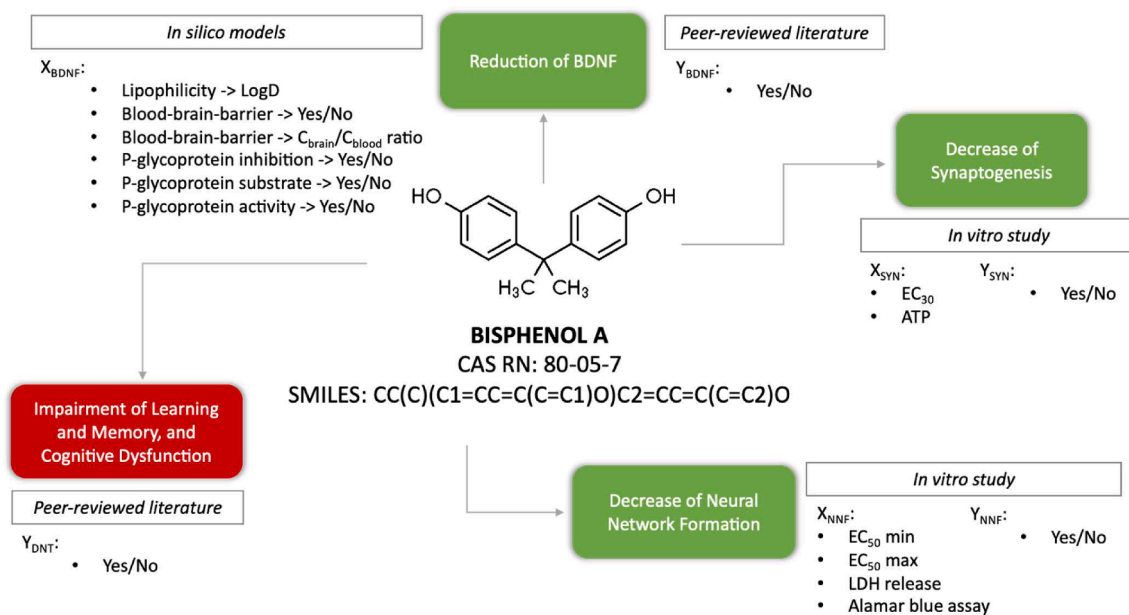 In silico models
X_BDNF:
• Lipophilicity -> LogD
• Blood-brain-barrier -> Yes/No
• Blood-brain-barrier -> C_brain/C_blood ratio
• P-glycoprotein inhibition -> Yes/No
• P-glycoprotein substrate -> Yes/No
• P-glycoprotein activity -> Yes/No
Reduction of BDNF
Peer-reviewed literature
Y_BDNF:
• Yes/No
Decrease of
Synaptogenesis
In vitro study
X_SYN:
• EC_30
• ATP
Y_SYN:
• Yes/No
HO
OH
H₃C
CH₃
BISPHENOL A
CAS RN: 80-05-7
SMILES: CC(C)(C1=CC=C(C=C1)O)C2=CC=C(C=C2)O
Impairment of Learning
and Memory, and
Cognitive Dysfunction
Peer-reviewed literature
Y_DNT:
• Yes/No
Decrease of Neural
Network Formation
In vitro study
X_NNF:
• EC_50 min
• EC_50 max
• LDH release
• Alamar blue assay
Y_NNF:
• Yes/No